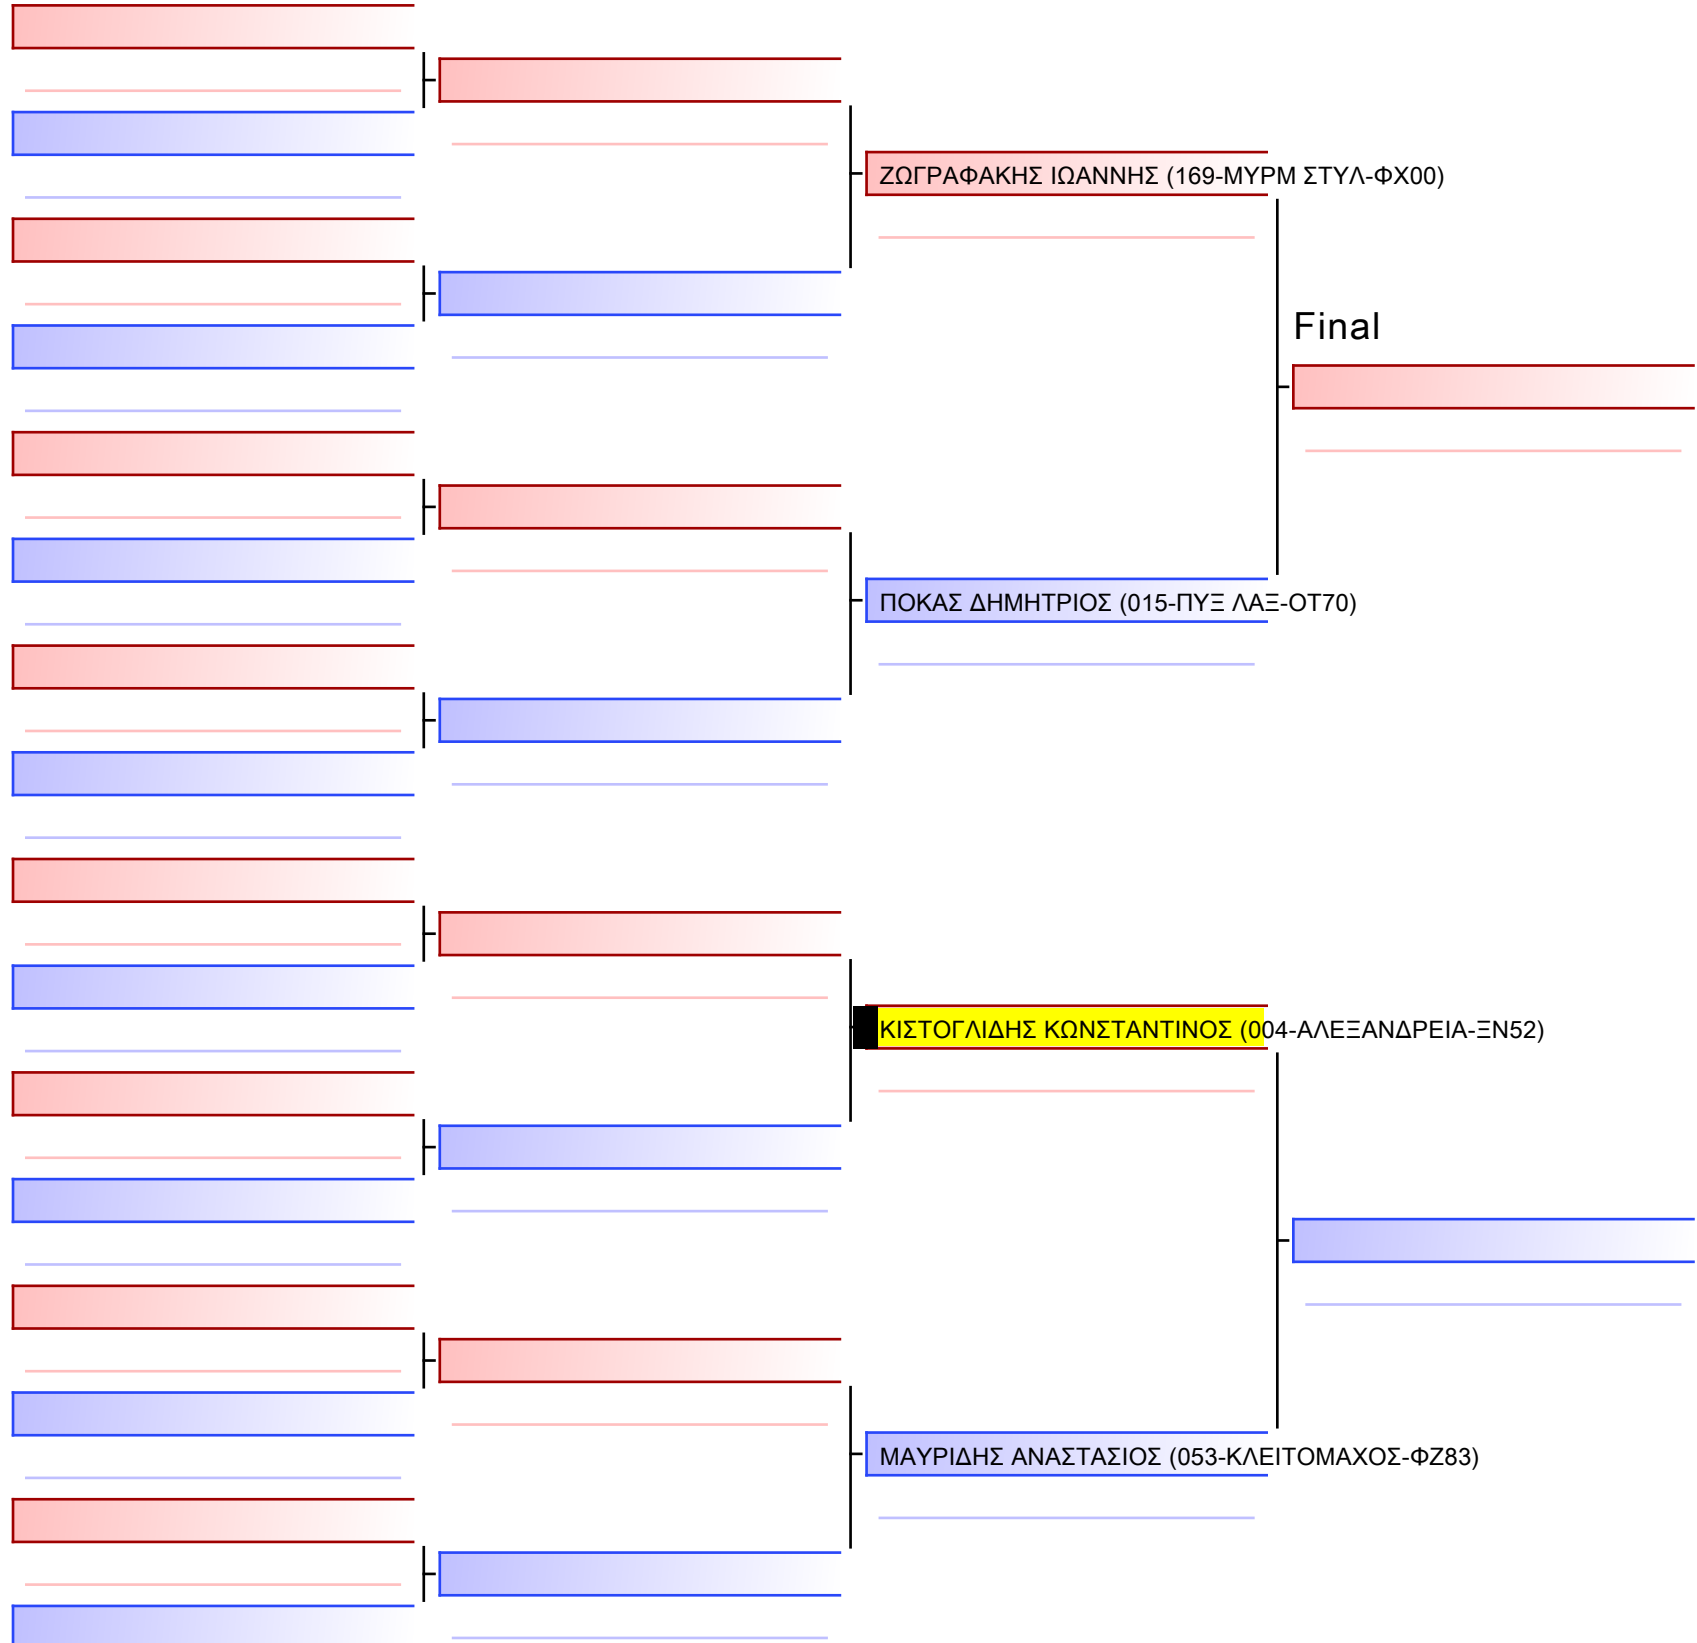 ΖΩΓΡΑΦΑΚΗΣ ΙΩΑΝΝΗΣ (169-ΜΥΡΜ ΣΤΥΛ-ΦΧ00)
Final
ΠΟΚΑΣ ΔΗΜΗΤΡΙΟΣ (015-ΠΥΞ ΛΑΞ-ΟΤ70)
ΚΙΣΤΟΓΛΙΔΗΣ ΚΩΝΣΤΑΝΤΙΝΟΣ (004-ΑΛΕΞΑΝΔΡΕΙΑ-ΞΝ52)
ΜΑΥΡΙΔΗΣ ΑΝΑΣΤΑΣΙΟΣ (053-ΚΛΕΙΤΟΜΑΧΟΣ-ΦΖ83)